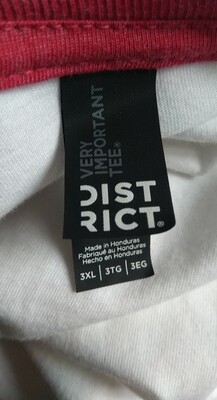 VERY
IMPORTANT
TEE®
DIST
RICT®
Made in Honduras
Fabriqué au Honduras
Hecho en Honduras
3XL | 3TG | 3EG